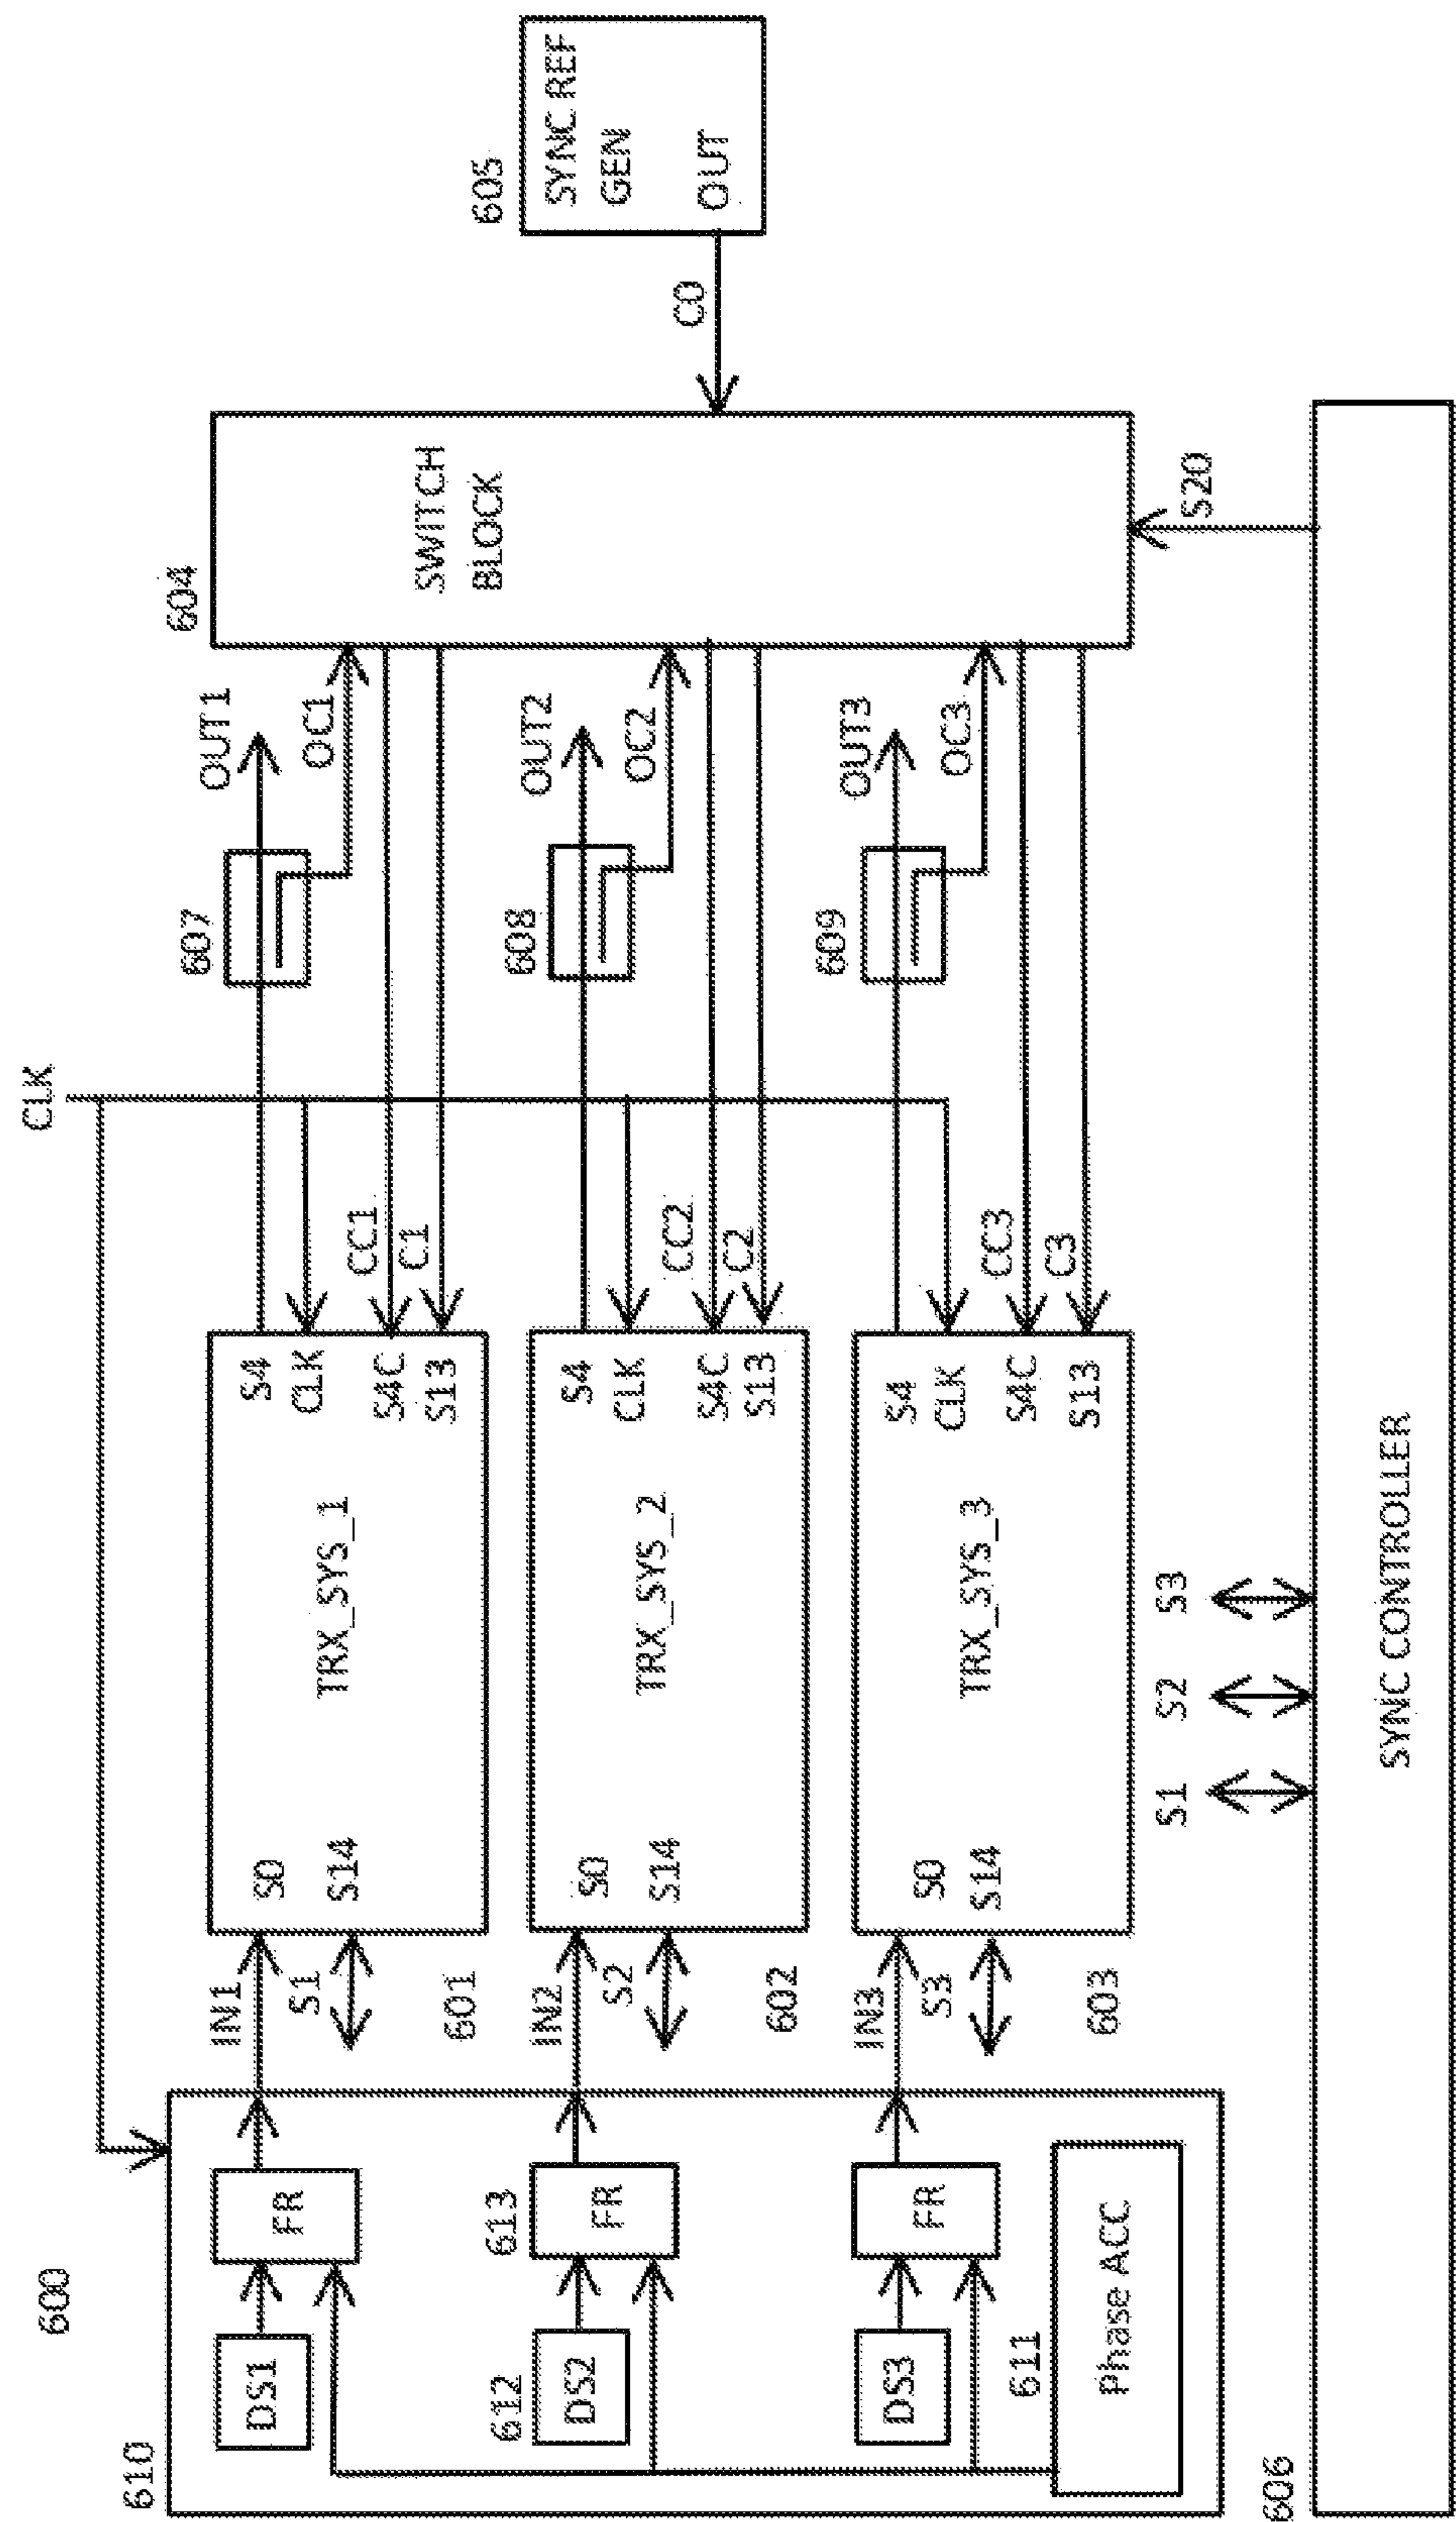 600
CLK
610
DS1
FR
IN1
S1
601
S0
S14
TRX_SYS_1
S4
CLK
S4C
S13
CC1
C1
607
OUT1
OC1
604
SWITCH
BLOCK
C0
605
SYNC REF
GEN
OUT
612
DS2
613
FR
IN2
S2
602
S0
S14
TRX_SYS_2
S4
CLK
S4C
S13
CC2
C2
608
OUT2
OC2
DS3
FR
IN3
S3
603
S0
S14
TRX_SYS_3
S4
CLK
S4C
S13
CC3
C3
609
OUT3
OC3
611
Phase ACC
S1
S2
S3
S20
606
SYNC CONTROLLER